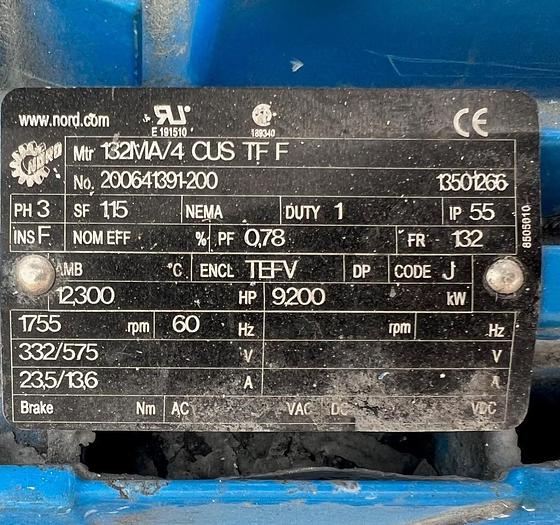 www.nord.com
E 191510
189340
CE
NORD
Mtr 132MA/4 CUS TF F
No. 200641391-200 13501266
PH 3 SF 1,15 NEMA DUTY 1 IP 55
INS F NOM EFF % PF 0,78 FR 132
AMB °C ENCL TEFV DP CODE J
12,300 HP 9,200 kW
1755 rpm 60 Hz rpm Hz
332/575 V V
23,5/13,6 A A
Brake Nm AC VAC DC VDC
8505010